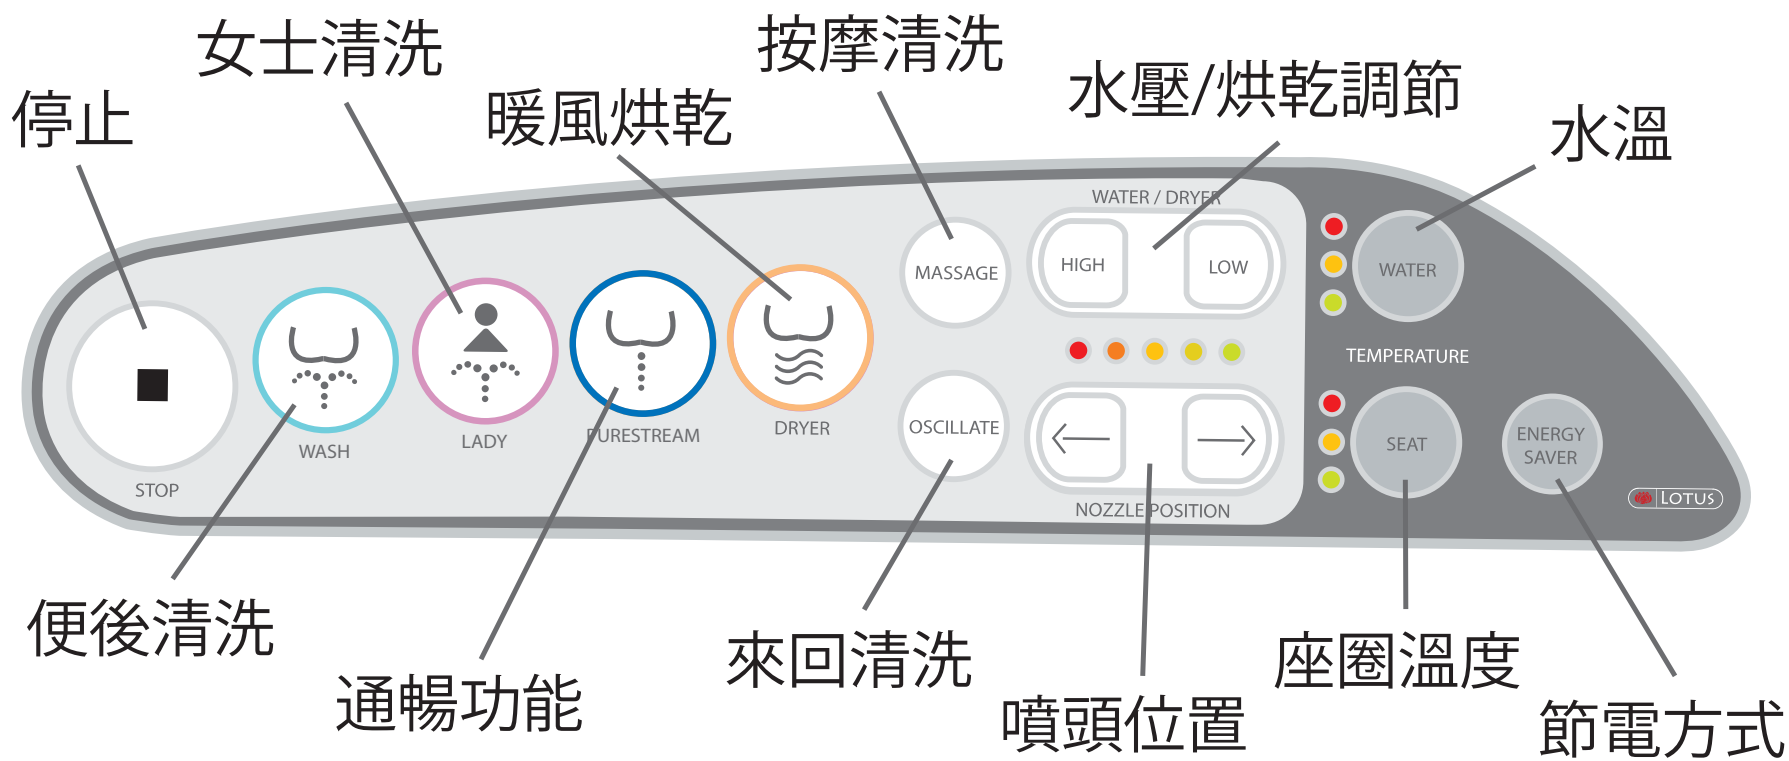 女士清洗
按摩清洗
停止
暖風烘乾
水壓/烘乾調節
水溫
WATER / DRYER
MASSAGE
HIGH
LOW
WATER
TEMPERATURE
WASH
LADY
PURESTREAM
DRYER
OSCILLATE
SEAT
ENERGY
SAVER
STOP
NOZZLE POSITION
LOTUS
便後清洗
通暢功能
來回清洗
噴頭位置
座圈溫度
節電方式